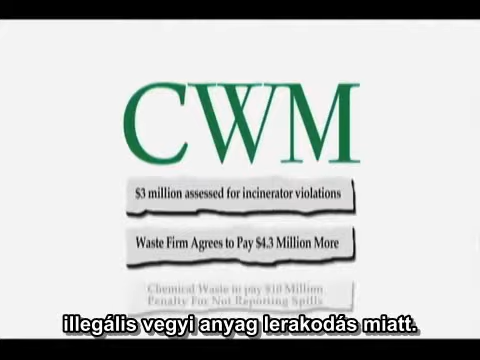 CWM
$3 million assessed for incinerator violations
Waste Firm Agrees to Pay $4.3 Million More
Chemical Waste to pay $10 Million
Penalty For Not Reporting Spills
illegális vegyi anyag lerakodás miatt.